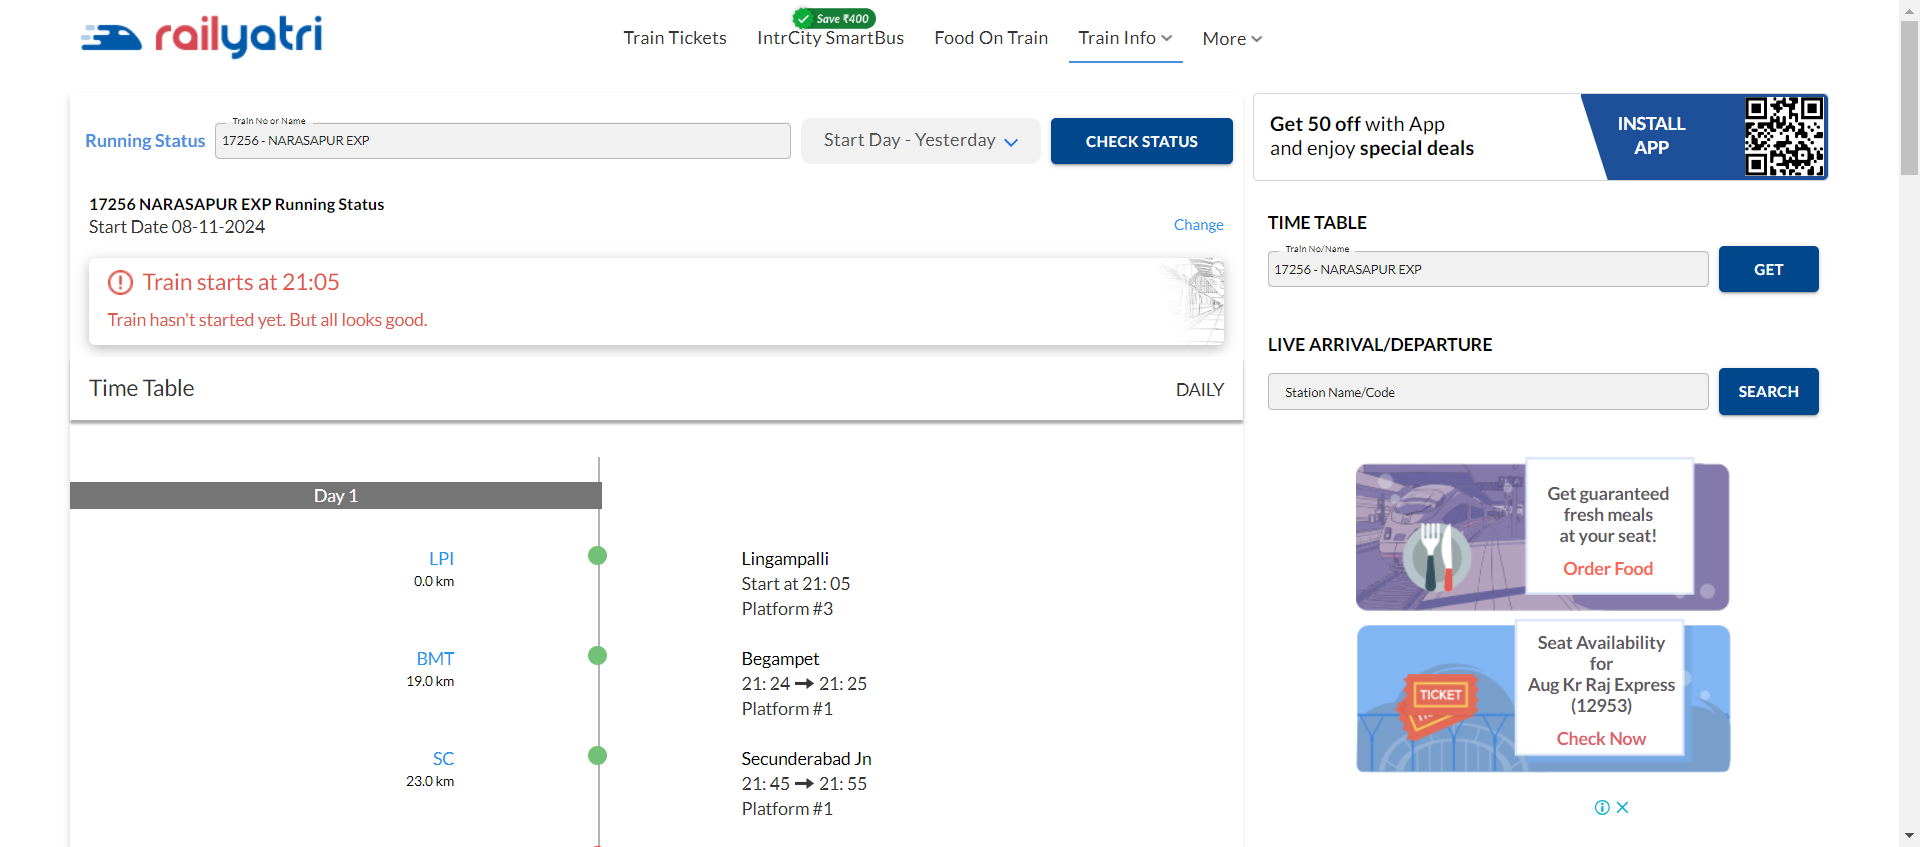 railyatri
Train Tickets
Save ₹400
IntrCity SmartBus
Food On Train
Train Info
More
Running Status
Train No or Name
17256 - NARASAPUR EXP
Start Day - Yesterday
CHECK STATUS
17256 NARASAPUR EXP Running Status
Start Date 08-11-2024
Change
Train starts at 21:05
Train hasn't started yet. But all looks good.
Time Table
DAILY
Day 1
LPI
0.0 km
Lingampalli
Start at 21: 05
Platform #3
BMT
19.0 km
Begampet
21: 24 → 21: 25
Platform #1
SC
23.0 km
Secunderabad Jn
21: 45 → 21: 55
Platform #1
Get 50 off with App
and enjoy special deals
INSTALL
APP
TIME TABLE
Train No/Name
17256 - NARASAPUR EXP
GET
LIVE ARRIVAL/DEPARTURE
Station Name/Code
SEARCH
Get guaranteed
fresh meals
at your seat!
Order Food
TICKET
Seat Availability
for
Aug Kr Raj Express
(12953)
Check Now